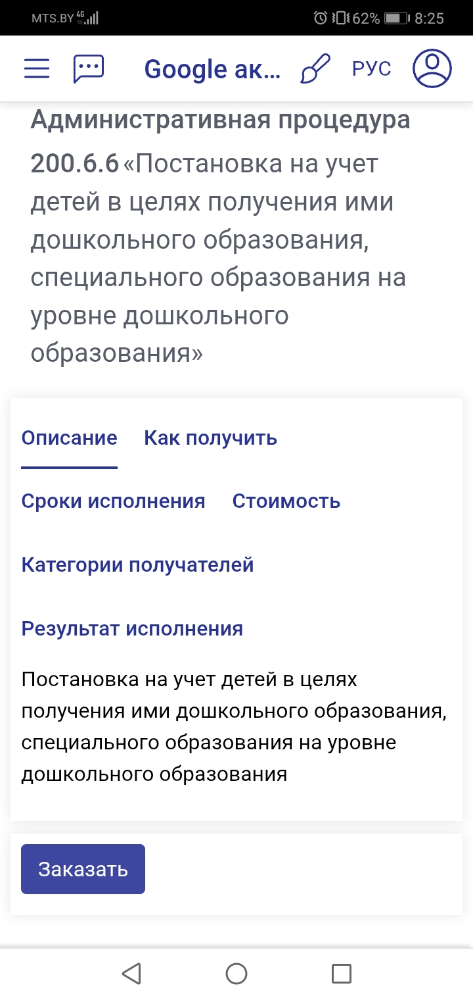 MTS.BY 4G 62% 8:25
Google ак... РУС
Административная процедура
200.6.6 «Постановка на учет
детей в целях получения ими
дошкольного образования,
специального образования на
уровне дошкольного
образования»
Описание Как получить
Сроки исполнения Стоимость
Категории получателей
Результат исполнения
Постановка на учет детей в целях
получения ими дошкольного образования,
специального образования на уровне
дошкольного образования
Заказать